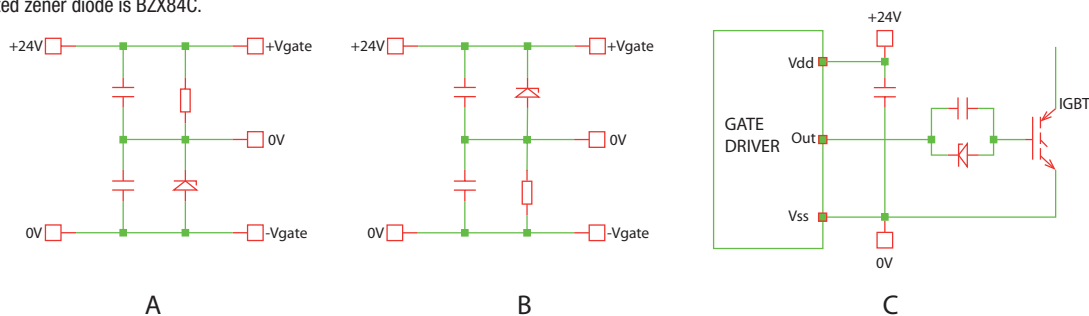 ted zener diode is BZX84C.
+24V
+Vgate
0V
0V
-Vgate
A
+24V
+Vgate
0V
0V
-Vgate
B
+24V
Vdd
GATE
DRIVER
Out
IGBT
Vss
0V
C